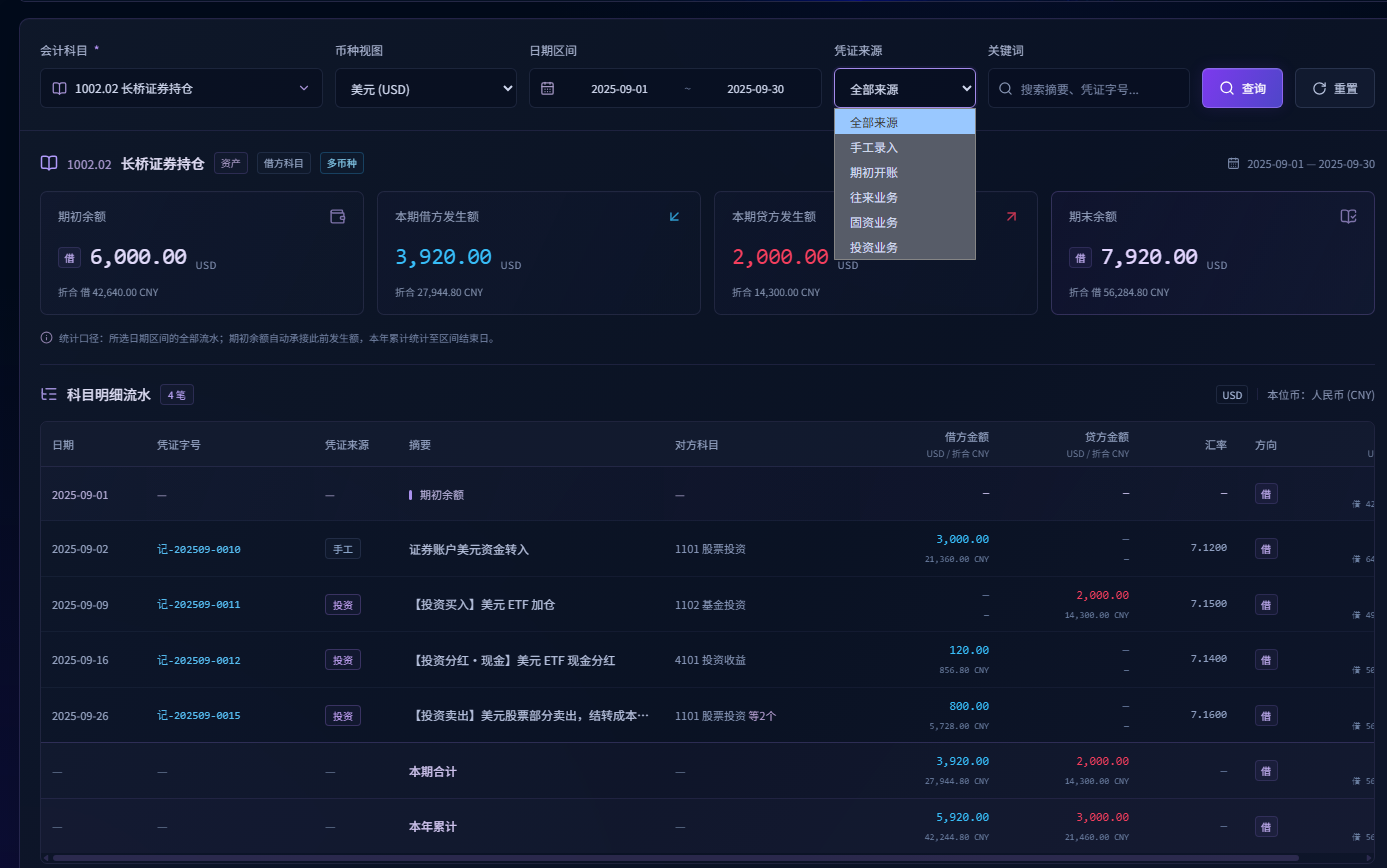 会计科目 *
币种视图
日期区间
凭证来源
关键词
1002.02 长桥证券持仓
美元 (USD)
2025-09-01 ~ 2025-09-30
全部来源
搜索摘要、凭证字号...
查询
重置
全部来源
手工录入
期初开账
往来业务
固资业务
投资业务
1002.02 长桥证券持仓 资产 借方科目 多币种
2025-09-01 — 2025-09-30
期初余额
借 6,000.00 USD
折合 借 42,640.00 CNY
本期借方发生额
3,920.00 USD
折合 27,944.80 CNY
本期贷方发生额
2,000.00 USD
折合 14,300.00 CNY
期末余额
借 7,920.00 USD
折合 借 56,284.80 CNY
统计口径：所选日期区间的全部流水；期初余额自动承接此前发生额，本年累计统计至区间结束日。
科目明细流水 4 笔
USD 本位币：人民币 (CNY)
日期 凭证字号 凭证来源 摘要 对方科目 借方金额 贷方金额 汇率 方向
USD / 折合 CNY USD / 折合 CNY
2025-09-01 — — 期初余额 — — — — 借
借 42
2025-09-02 记-202509-0010 手工 证券账户美元资金转入 1101 股票投资 3,000.00 — 7.1200 借
21,360.00 CNY — 借 64
2025-09-09 记-202509-0011 投资 【投资买入】美元 ETF 加仓 1102 基金投资 — 2,000.00 7.1500 借
— 14,300.00 CNY 借 49
2025-09-16 记-202509-0012 投资 【投资分红・现金】美元 ETF 现金分红 4101 投资收益 120.00 — 7.1400 借
856.80 CNY — 借 50
2025-09-26 记-202509-0015 投资 【投资卖出】美元股票部分卖出，结转成本… 1101 股票投资 等2个 800.00 — 7.1600 借
5,728.00 CNY — 借 56
— — — 本期合计 — 3,920.00 2,000.00 — 借
27,944.80 CNY 14,300.00 CNY 借 56
— — — 本年累计 — 5,920.00 3,000.00 — 借
42,244.80 CNY 21,460.00 CNY 借 56